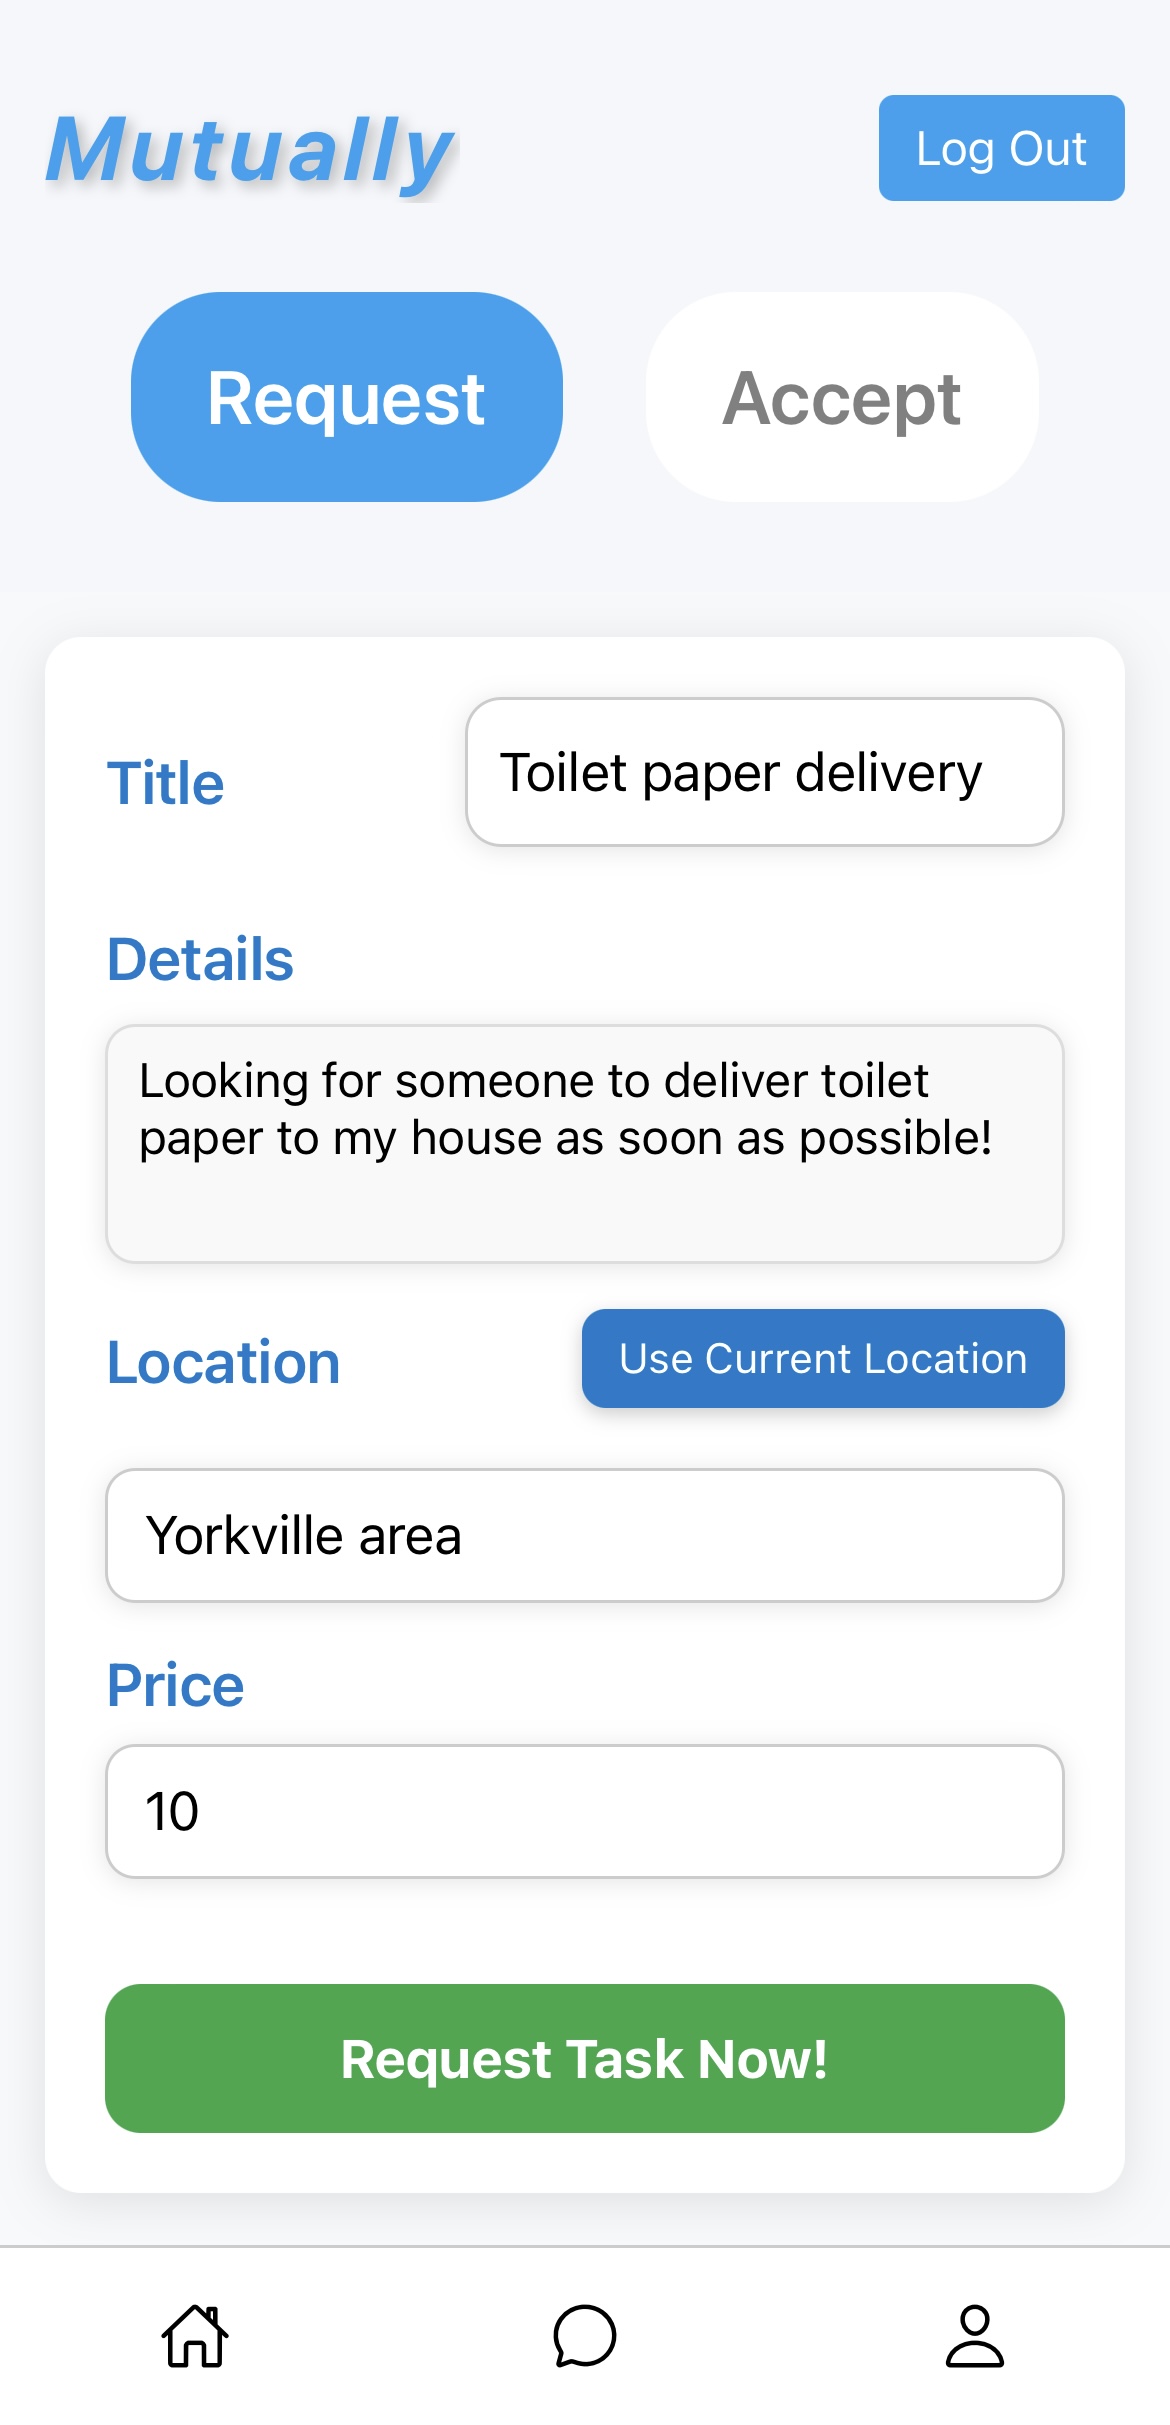 Mutually
Log Out
Request
Accept
Title
Toilet paper delivery
Details
Looking for someone to deliver toilet
paper to my house as soon as possible!
Location
Use Current Location
Yorkville area
Price
10
Request Task Now!